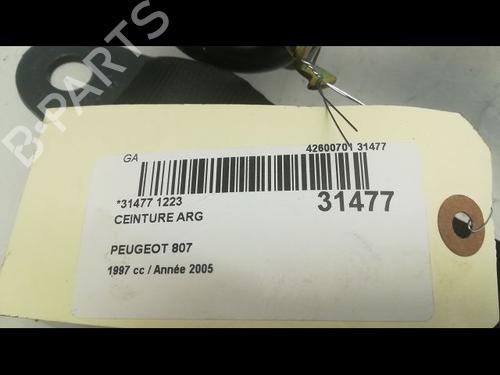 B-PARTS
GA
42600701 31477
*31477 1223
31477
CEINTURE ARG
PEUGEOT 807
1997 cc / Année 2005